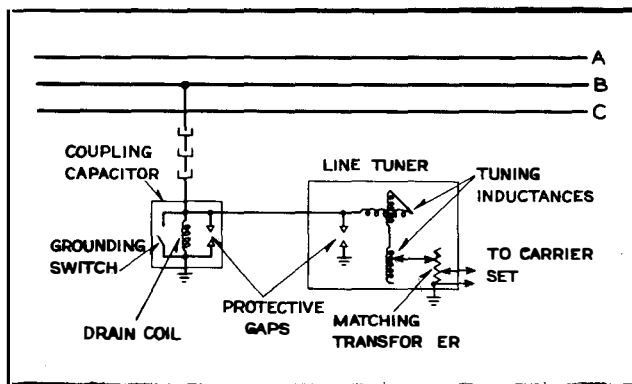 A
B
C
COUPLING
CAPACITOR
LINE TUNER
TUNING
INDUCTANCES
GROUNDING
SWITCH
TO CARRIER
SET
PROTECTIVE
GAPS
DRAIN COIL
MATCHING
TRANSFOR ER